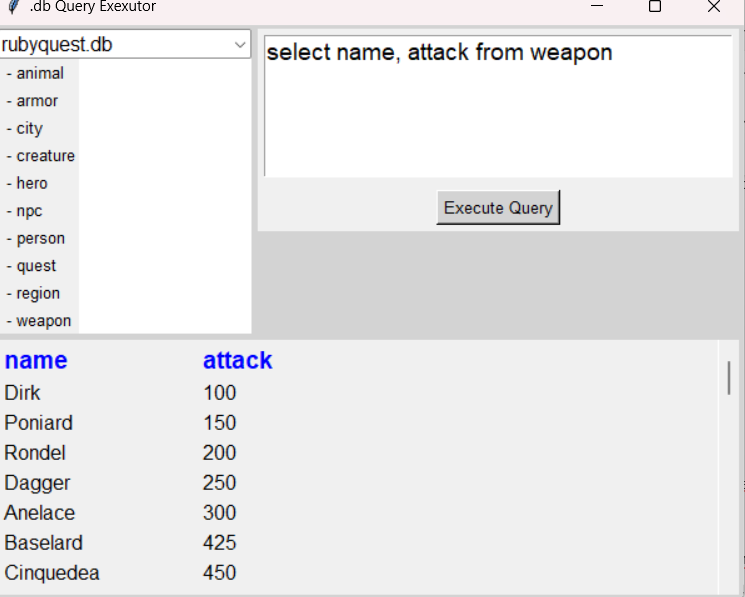 .db Query Exexutor
rubyquest.db
- animal
- armor
- city
- creature
- hero
- npc
- person
- quest
- region
- weapon
select name, attack from weapon
Execute Query
name attack
Dirk 100
Poniard 150
Rondel 200
Dagger 250
Anelace 300
Baselard 425
Cinquedea 450